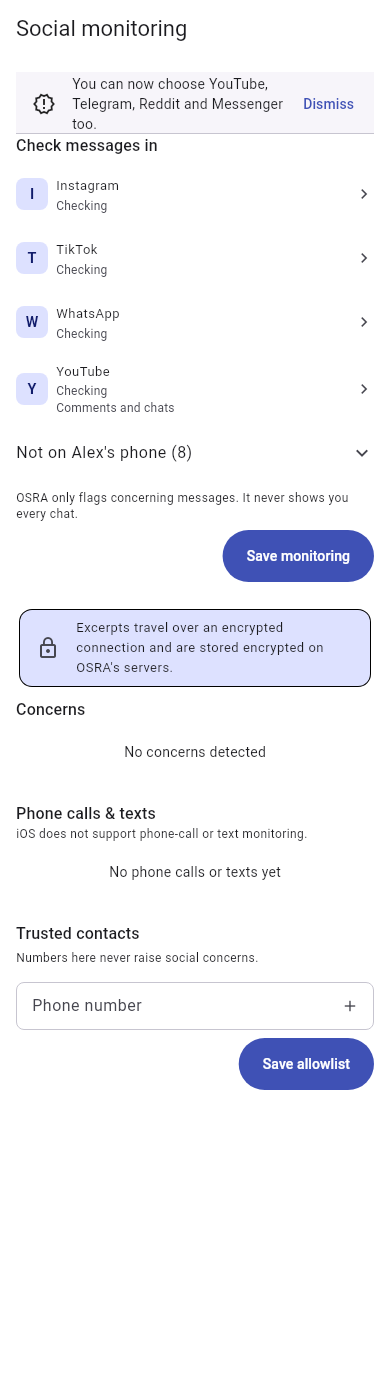 Social monitoring
You can now choose YouTube,
Telegram, Reddit and Messenger
too.
Dismiss
Check messages in
I
Instagram
Checking
T
TikTok
Checking
W
WhatsApp
Checking
Y
YouTube
Checking
Comments and chats
Not on Alex's phone (8)
OSRA only flags concerning messages. It never shows you
every chat.
Save monitoring
Excerpts travel over an encrypted
connection and are stored encrypted on
OSRA's servers.
Concerns
No concerns detected
Phone calls & texts
iOS does not support phone-call or text monitoring.
No phone calls or texts yet
Trusted contacts
Numbers here never raise social concerns.
Phone number
Save allowlist